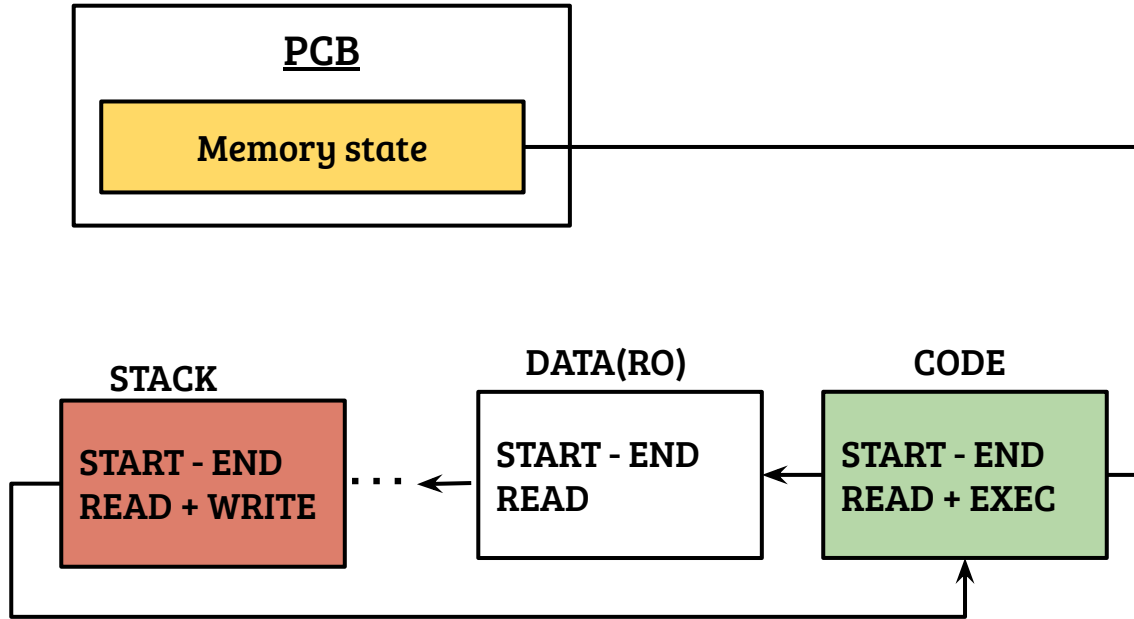 PCB
Memory state
STACK
DATA(RO)
CODE
START - END
READ + WRITE
...
START - END
READ
START - END
READ + EXEC